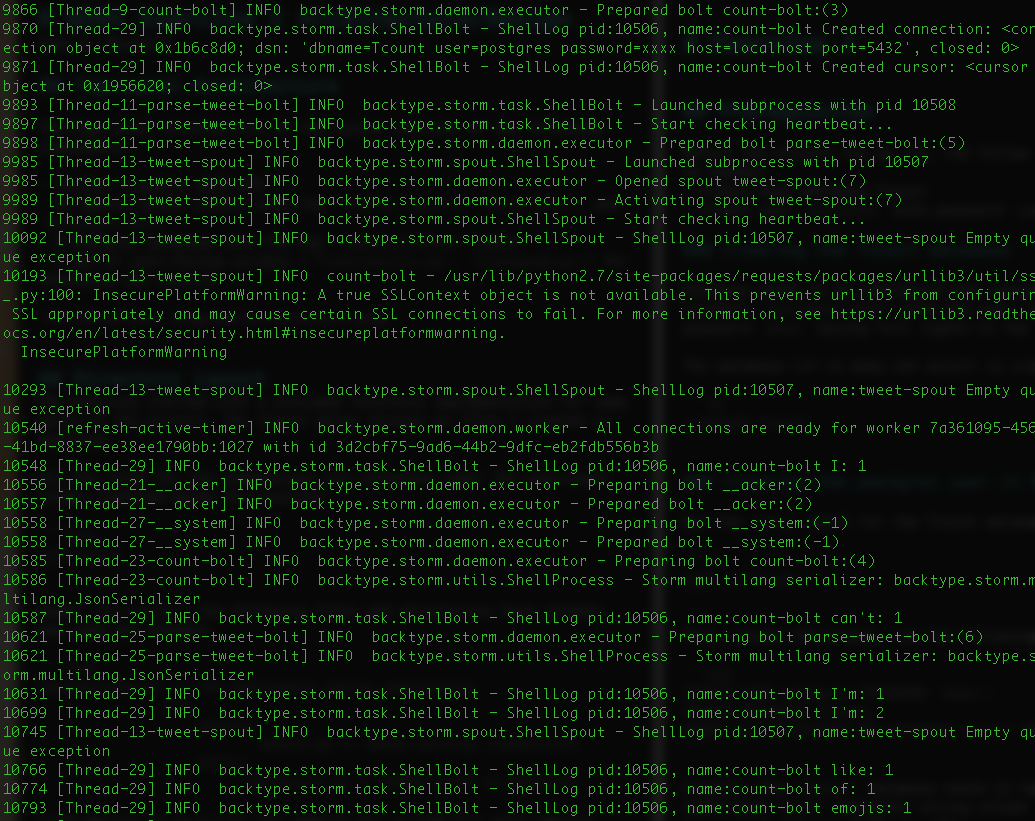 9866 [Thread-9-count-bolt] INFO  backtype.storm.daemon.executor - Prepared bolt count-bolt:(3)
9870 [Thread-29] INFO  backtype.storm.task.ShellBolt - ShellLog pid:10506, name:count-bolt Created connection: <con
ection object at 0x1b6c8d0; dsn: 'dbname=Tcount user=postgres password=xxxx host=localhost port=5432', closed: 0>
9871 [Thread-29] INFO  backtype.storm.task.ShellBolt - ShellLog pid:10506, name:count-bolt Created cursor: <cursor
bject at 0x1956620; closed: 0>
9893 [Thread-11-parse-tweet-bolt] INFO  backtype.storm.task.ShellBolt - Launched subprocess with pid 10508
9897 [Thread-11-parse-tweet-bolt] INFO  backtype.storm.task.ShellBolt - Start checking heartbeat...
9898 [Thread-11-parse-tweet-bolt] INFO  backtype.storm.daemon.executor - Prepared bolt parse-tweet-bolt:(5)
9985 [Thread-13-tweet-spout] INFO  backtype.storm.spout.ShellSpout - Launched subprocess with pid 10507
9985 [Thread-13-tweet-spout] INFO  backtype.storm.daemon.executor - Opened spout tweet-spout:(7)
9989 [Thread-13-tweet-spout] INFO  backtype.storm.daemon.executor - Activating spout tweet-spout:(7)
9989 [Thread-13-tweet-spout] INFO  backtype.storm.spout.ShellSpout - Start checking heartbeat...
10092 [Thread-13-tweet-spout] INFO  backtype.storm.spout.ShellSpout - ShellLog pid:10507, name:tweet-spout Empty qu
ue exception
10193 [Thread-13-tweet-spout] INFO  count-bolt - /usr/lib/python2.7/site-packages/requests/packages/urllib3/util/ss
_.py:100: InsecurePlatformWarning: A true SSLContext object is not available. This prevents urllib3 from configurin
 SSL appropriately and may cause certain SSL connections to fail. For more information, see https://urllib3.readthe
ocs.org/en/latest/security.html#insecureplatformwarning.
  InsecurePlatformWarning
10293 [Thread-13-tweet-spout] INFO  backtype.storm.spout.ShellSpout - ShellLog pid:10507, name:tweet-spout Empty qu
ue exception
10540 [refresh-active-timer] INFO  backtype.storm.daemon.worker - All connections are ready for worker 7a361095-456
-41bd-8837-ee38ee1790bb:1027 with id 3d2cbf75-9ad6-44b2-9dfc-eb2fdb556b3b
10548 [Thread-29] INFO  backtype.storm.task.ShellBolt - ShellLog pid:10506, name:count-bolt I: 1
10556 [Thread-21-__acker] INFO  backtype.storm.daemon.executor - Preparing bolt __acker:(2)
10557 [Thread-21-__acker] INFO  backtype.storm.daemon.executor - Prepared bolt __acker:(2)
10558 [Thread-27-__system] INFO  backtype.storm.daemon.executor - Preparing bolt __system:(-1)
10558 [Thread-27-__system] INFO  backtype.storm.daemon.executor - Prepared bolt __system:(-1)
10585 [Thread-23-count-bolt] INFO  backtype.storm.daemon.executor - Preparing bolt count-bolt:(4)
10586 [Thread-23-count-bolt] INFO  backtype.storm.utils.ShellProcess - Storm multilang serializer: backtype.storm.m
ltilang.JsonSerializer
10587 [Thread-29] INFO  backtype.storm.task.ShellBolt - ShellLog pid:10506, name:count-bolt can't: 1
10621 [Thread-25-parse-tweet-bolt] INFO  backtype.storm.daemon.executor - Preparing bolt parse-tweet-bolt:(6)
10621 [Thread-25-parse-tweet-bolt] INFO  backtype.storm.utils.ShellProcess - Storm multilang serializer: backtype.s
orm.multilang.JsonSerializer
10631 [Thread-29] INFO  backtype.storm.task.ShellBolt - ShellLog pid:10506, name:count-bolt I'm: 1
10699 [Thread-29] INFO  backtype.storm.task.ShellBolt - ShellLog pid:10506, name:count-bolt I'm: 2
10745 [Thread-13-tweet-spout] INFO  backtype.storm.spout.ShellSpout - ShellLog pid:10507, name:tweet-spout Empty qu
ue exception
10766 [Thread-29] INFO  backtype.storm.task.ShellBolt - ShellLog pid:10506, name:count-bolt like: 1
10774 [Thread-29] INFO  backtype.storm.task.ShellBolt - ShellLog pid:10506, name:count-bolt of: 1
10793 [Thread-29] INFO  backtype.storm.task.ShellBolt - ShellLog pid:10506, name:count-bolt emojis: 1